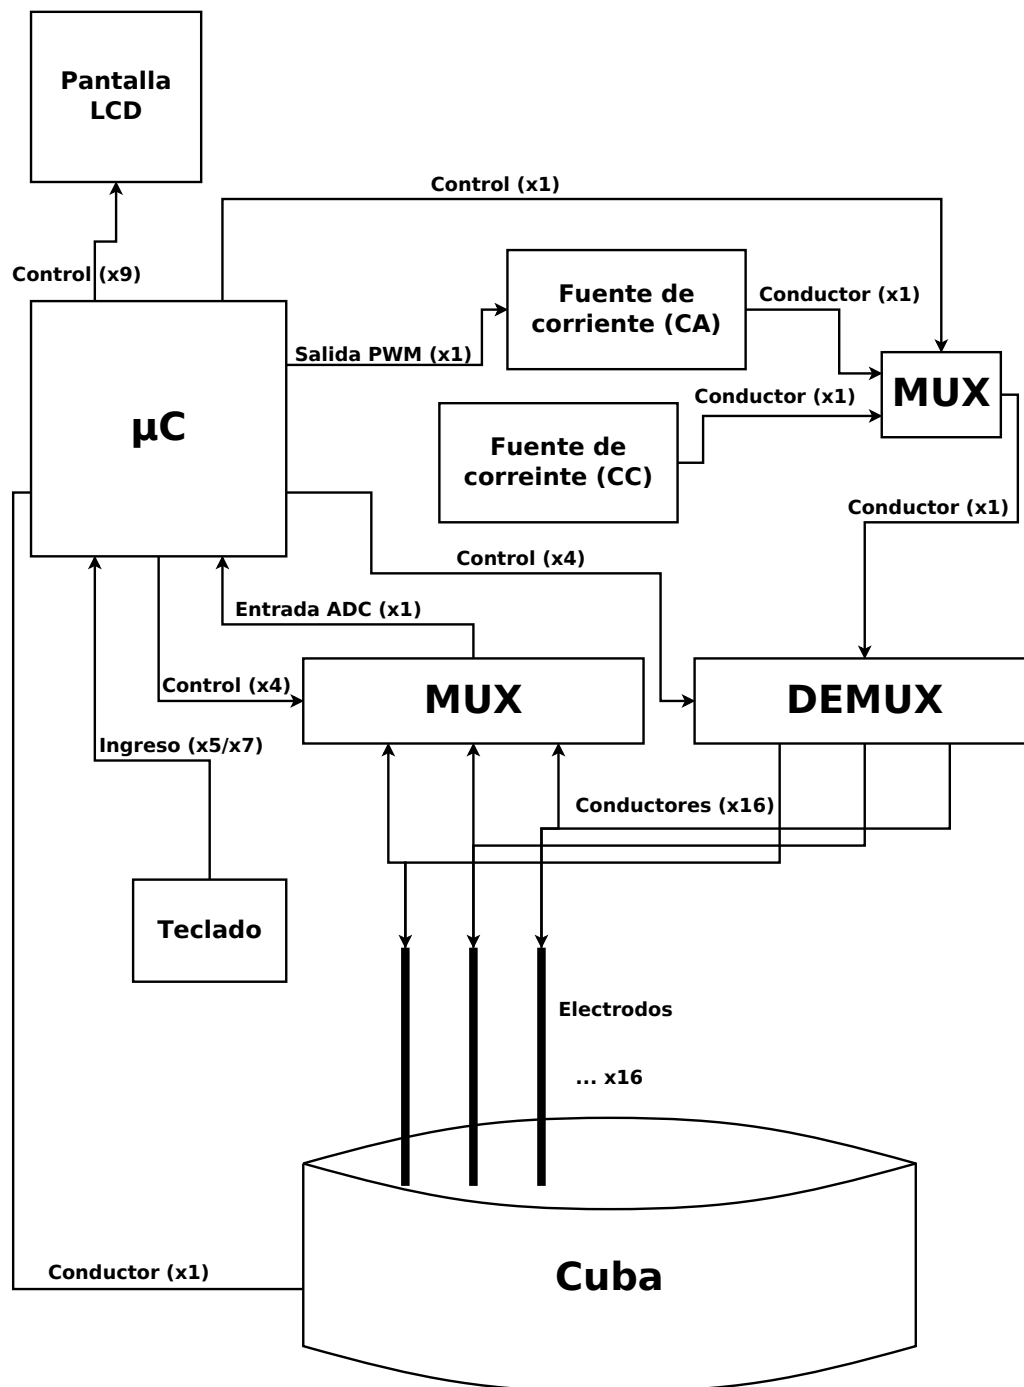 Pantalla
LCD
Control (x1)
Control (x9)
Fuente de
corriente (CA)
Conductor (x1)
Salida PWM (x1)
MUX
Conductor (x1)
µC
Fuente de
correinte (CC)
Conductor (x1)
Control (x4)
Entrada ADC (x1)
Control (x4)
MUX
DEMUX
Ingreso (x5/x7)
Conductores (x16)
Teclado
Electrodos
... x16
Conductor (x1)
Cuba